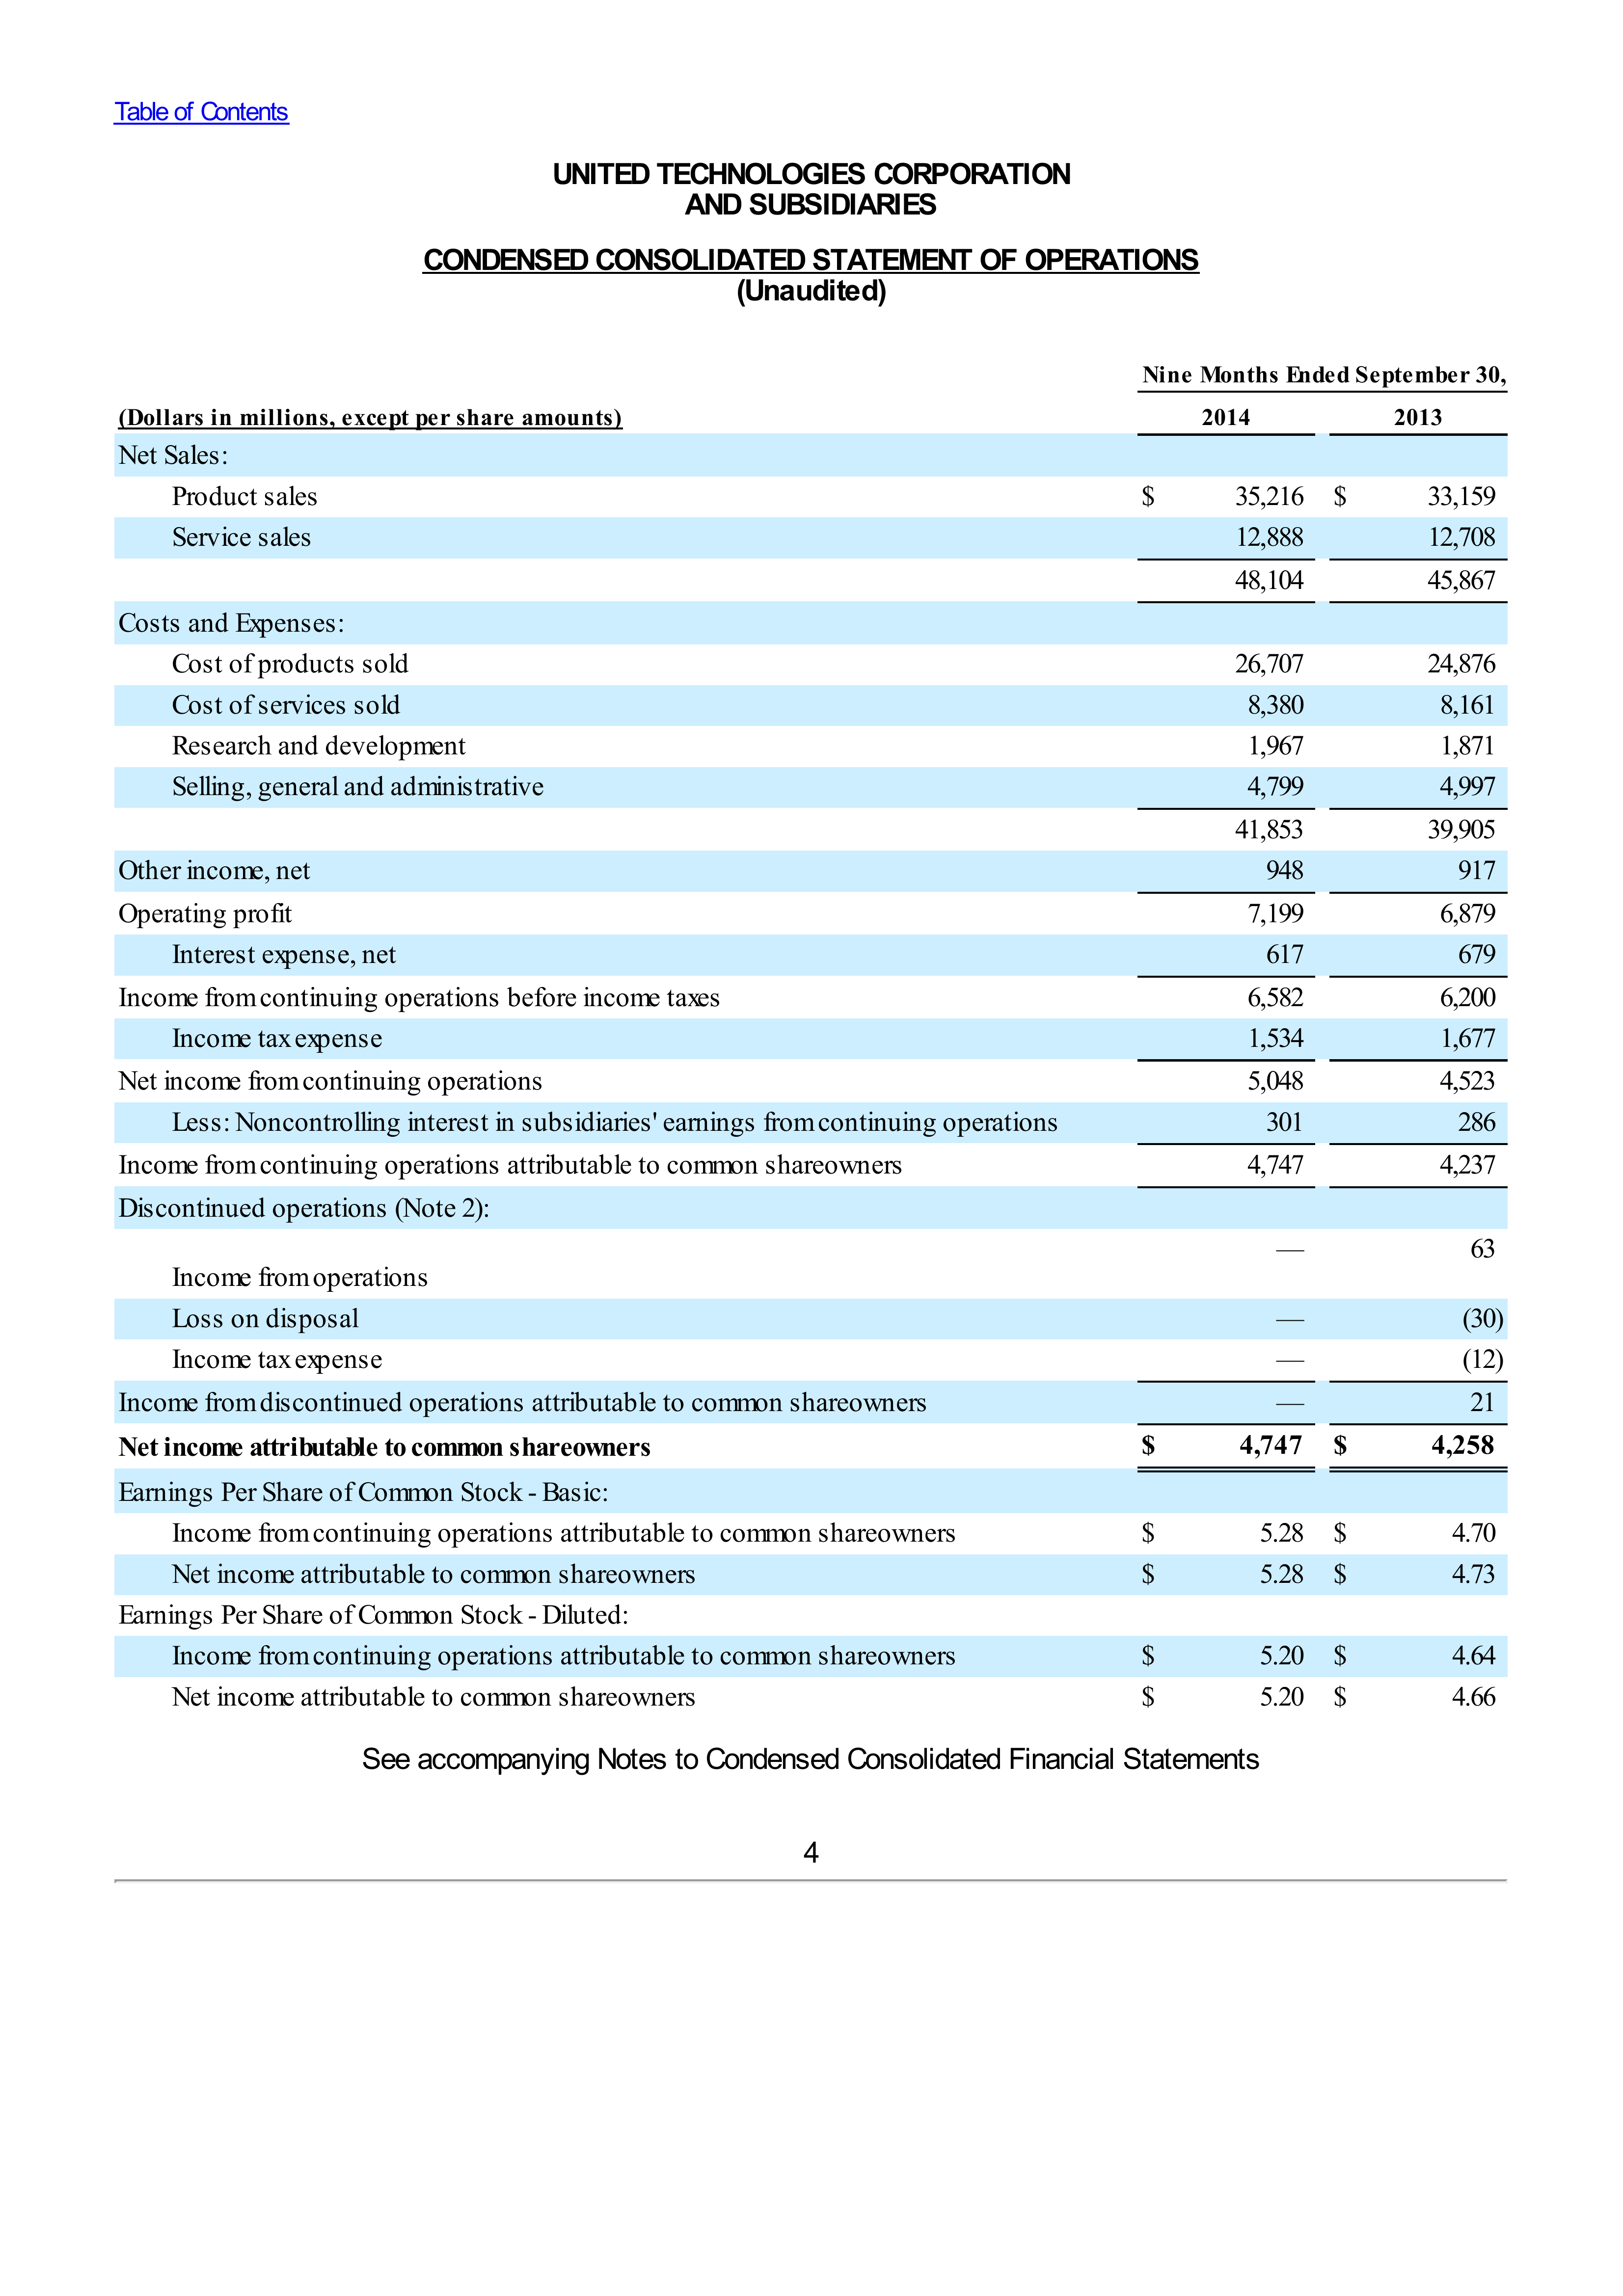 Table of Contents
UNITED TECHNOLOGIES CORPORATION
AND SUBSIDIARIES
CONDENSED CONSOLIDATED STATEMENT OF OPERATIONS
(Unaudited)
Nine Months Ended September 30,
(Dollars in millions, except per share amounts) 2014 2013
Net Sales:
Product sales $ 35,216 $ 33,159
Service sales 12,888 12,708
48,104 45,867
Costs and Expenses:
Cost of products sold 26,707 24,876
Cost of services sold 8,380 8,161
Research and development 1,967 1,871
Selling, general and administrative 4,799 4,997
41,853 39,905
Other income, net 948 917
Operating profit 7,199 6,879
Interest expense, net 617 679
Income from continuing operations before income taxes 6,582 6,200
Income tax expense 1,534 1,677
Net income from continuing operations 5,048 4,523
Less: Noncontrolling interest in subsidiaries' earnings from continuing operations 301 286
Income from continuing operations attributable to common shareowners 4,747 4,237
Discontinued operations (Note 2):
Income from operations — 63
Loss on disposal — (30)
Income tax expense — (12)
Income from discontinued operations attributable to common shareowners — 21
Net income attributable to common shareowners $ 4,747 $ 4,258
Earnings Per Share of Common Stock - Basic:
Income from continuing operations attributable to common shareowners $ 5.28 $ 4.70
Net income attributable to common shareowners $ 5.28 $ 4.73
Earnings Per Share of Common Stock - Diluted:
Income from continuing operations attributable to common shareowners $ 5.20 $ 4.64
Net income attributable to common shareowners $ 5.20 $ 4.66
See accompanying Notes to Condensed Consolidated Financial Statements
4